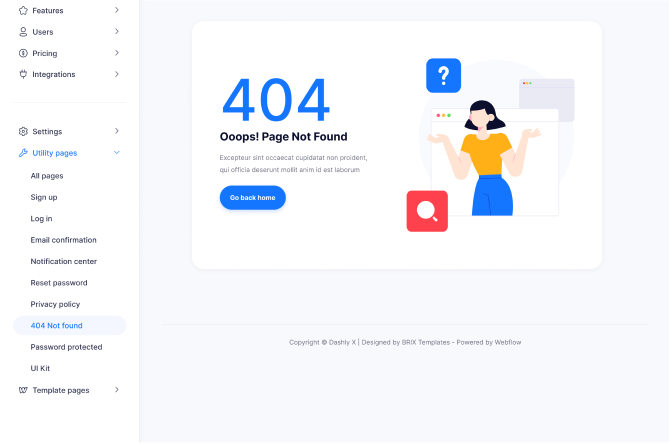 Features
Users
Pricing
Integrations
Settings
Utility pages
All pages
Sign up
Log in
Email confirmation
Notification center
Reset password
Privacy policy
404 Not found
Password protected
UI Kit
Template pages
404
Ooops! Page Not Found
Excepteur sint occaecat cupidatat non proident,
qui officia deserunt mollit anim id est laborum
Go back home
?
Copyright © Dashly X | Designed by BRIX Templates - Powered by Webflow